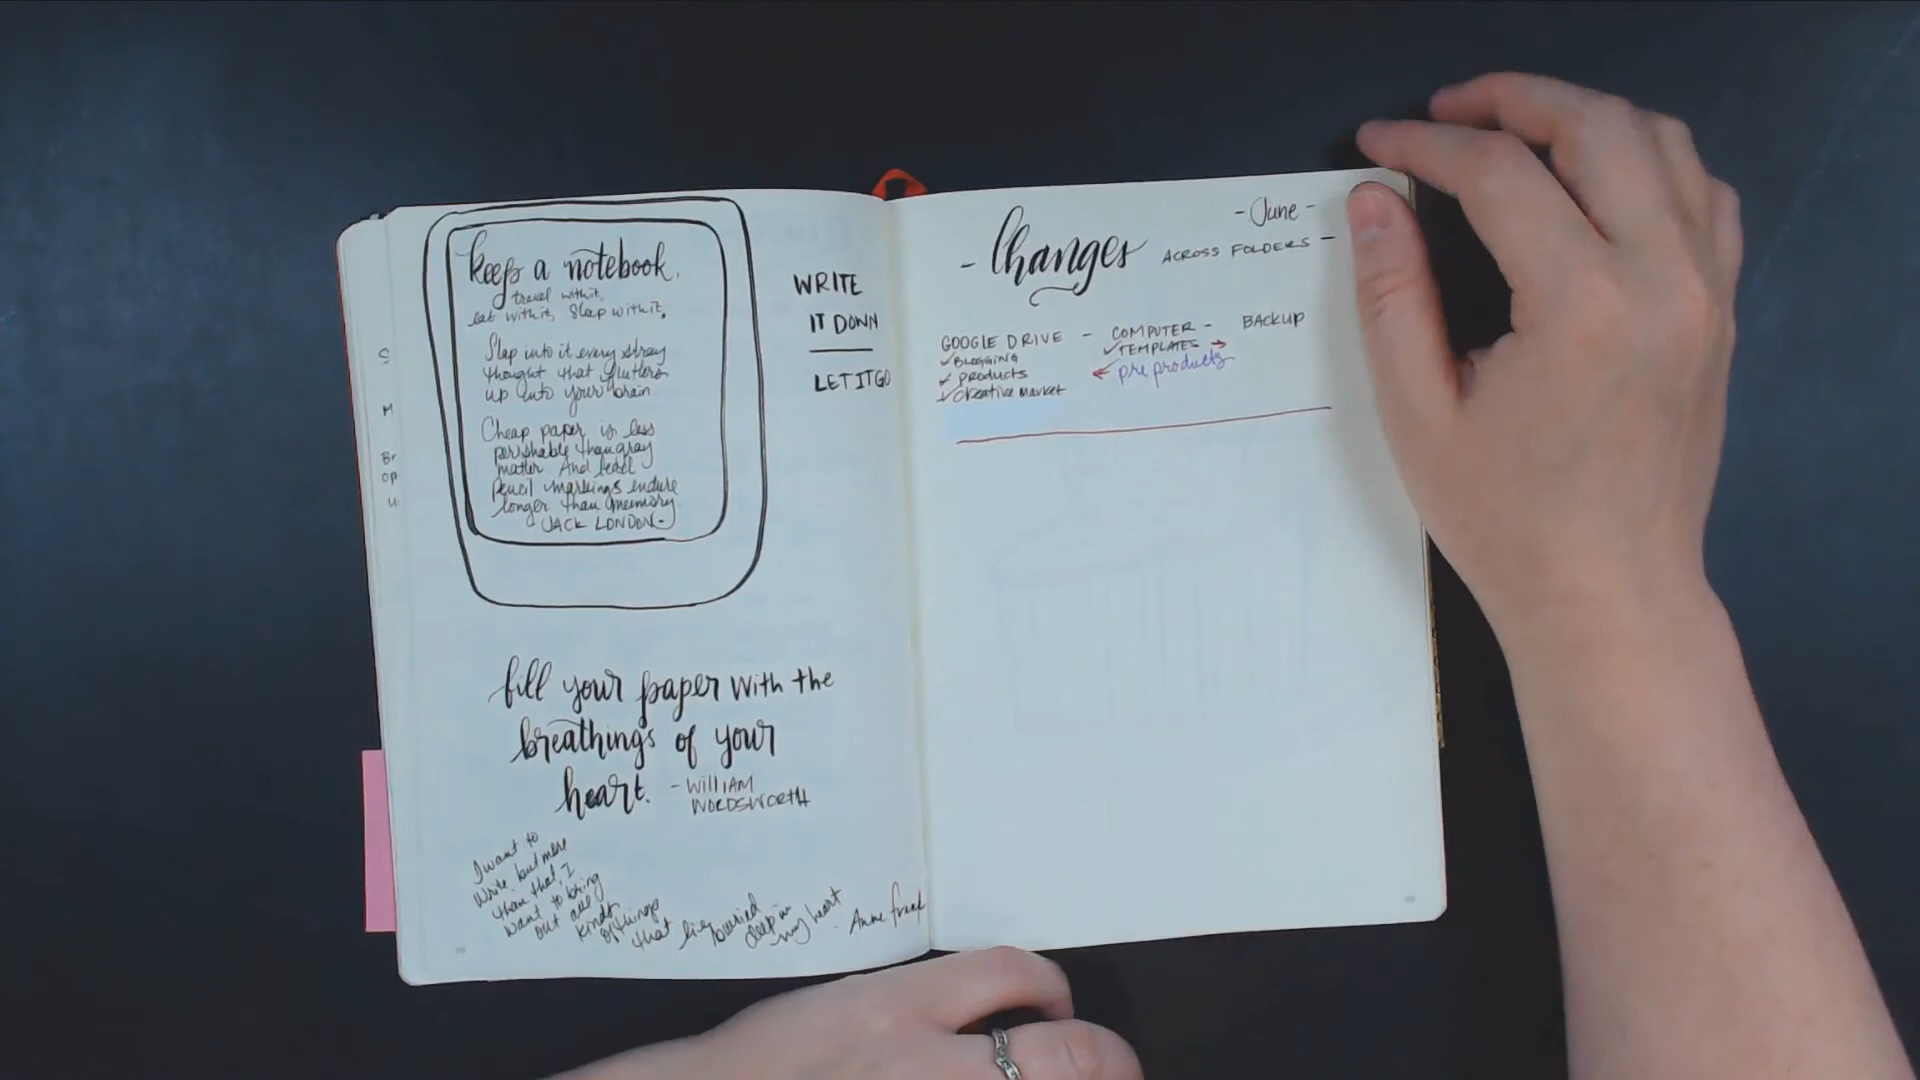 keep a notebook.
travel with it,
eat with it, Sleep with it.
Slap into it every stray
thought that flutters
up into your brain
Cheap paper is less
perishable than gray
matter And lead
Pencil markings endure
longer than memory.
JACK LONDON-
WRITE
IT DOWN
LET IT GO
fill your paper with the
breathings of your
heart. - WILLIAM
WORDSWORTH
I want to
write but more
than that, I
want to bring
out all
kinds
of things
that lie buried
deep in
my heart
Anne frank
- June -
- Changes ACROSS FOLDERS -
GOOGLE DRIVE - COMPUTER - BACKUP
✓ BLOGGING ✓ TEMPLATES →
✓ PRODUCTS ← pre products
✓ Creative Market